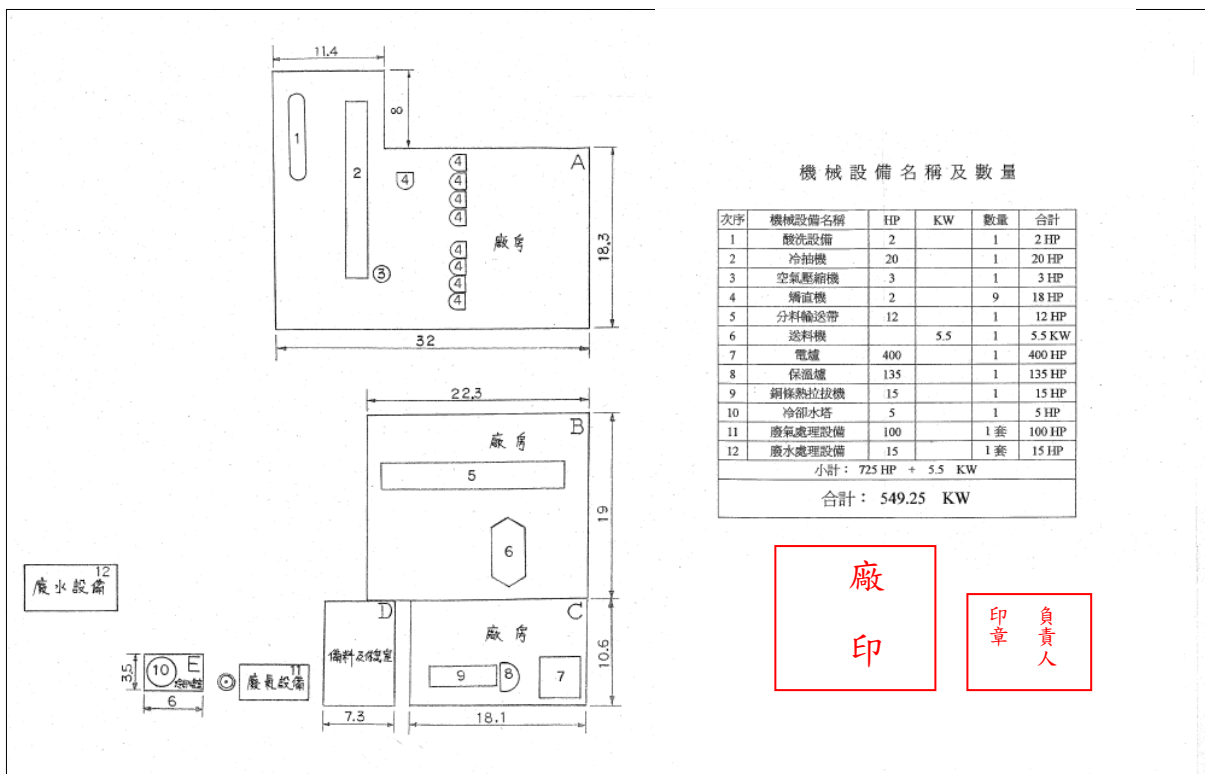 11.4
8
1
2
3
4
4
4
4
4
4
4
4
4
A
廠房
18.3
32
22.3
B
廠房
5
6
19
12
廢水設備
D
備料及保溫室
7.3
C
廠房
9
8
7
10.6
18.1
E
10
3.5
6
11
廢氣設備
機械設備名稱及數量
次序 機械設備名稱 HP KW 數量 合計
1 酸洗設備 2 1 2 HP
2 冷抽機 20 1 20 HP
3 空氣壓縮機 3 1 3 HP
4 矯直機 2 9 18 HP
5 分料輸送帶 12 1 12 HP
6 送料機 5.5 1 5.5 KW
7 電爐 400 1 400 HP
8 保溫爐 135 1 135 HP
9 銅條熱拉拔機 15 1 15 HP
10 冷卻水塔 5 1 5 HP
11 廢氣處理設備 100 1 套 100 HP
12 廢水處理設備 15 1 套 15 HP
小計： 725 HP + 5.5 KW
合計： 549.25 KW
廠
印
負責人
印章